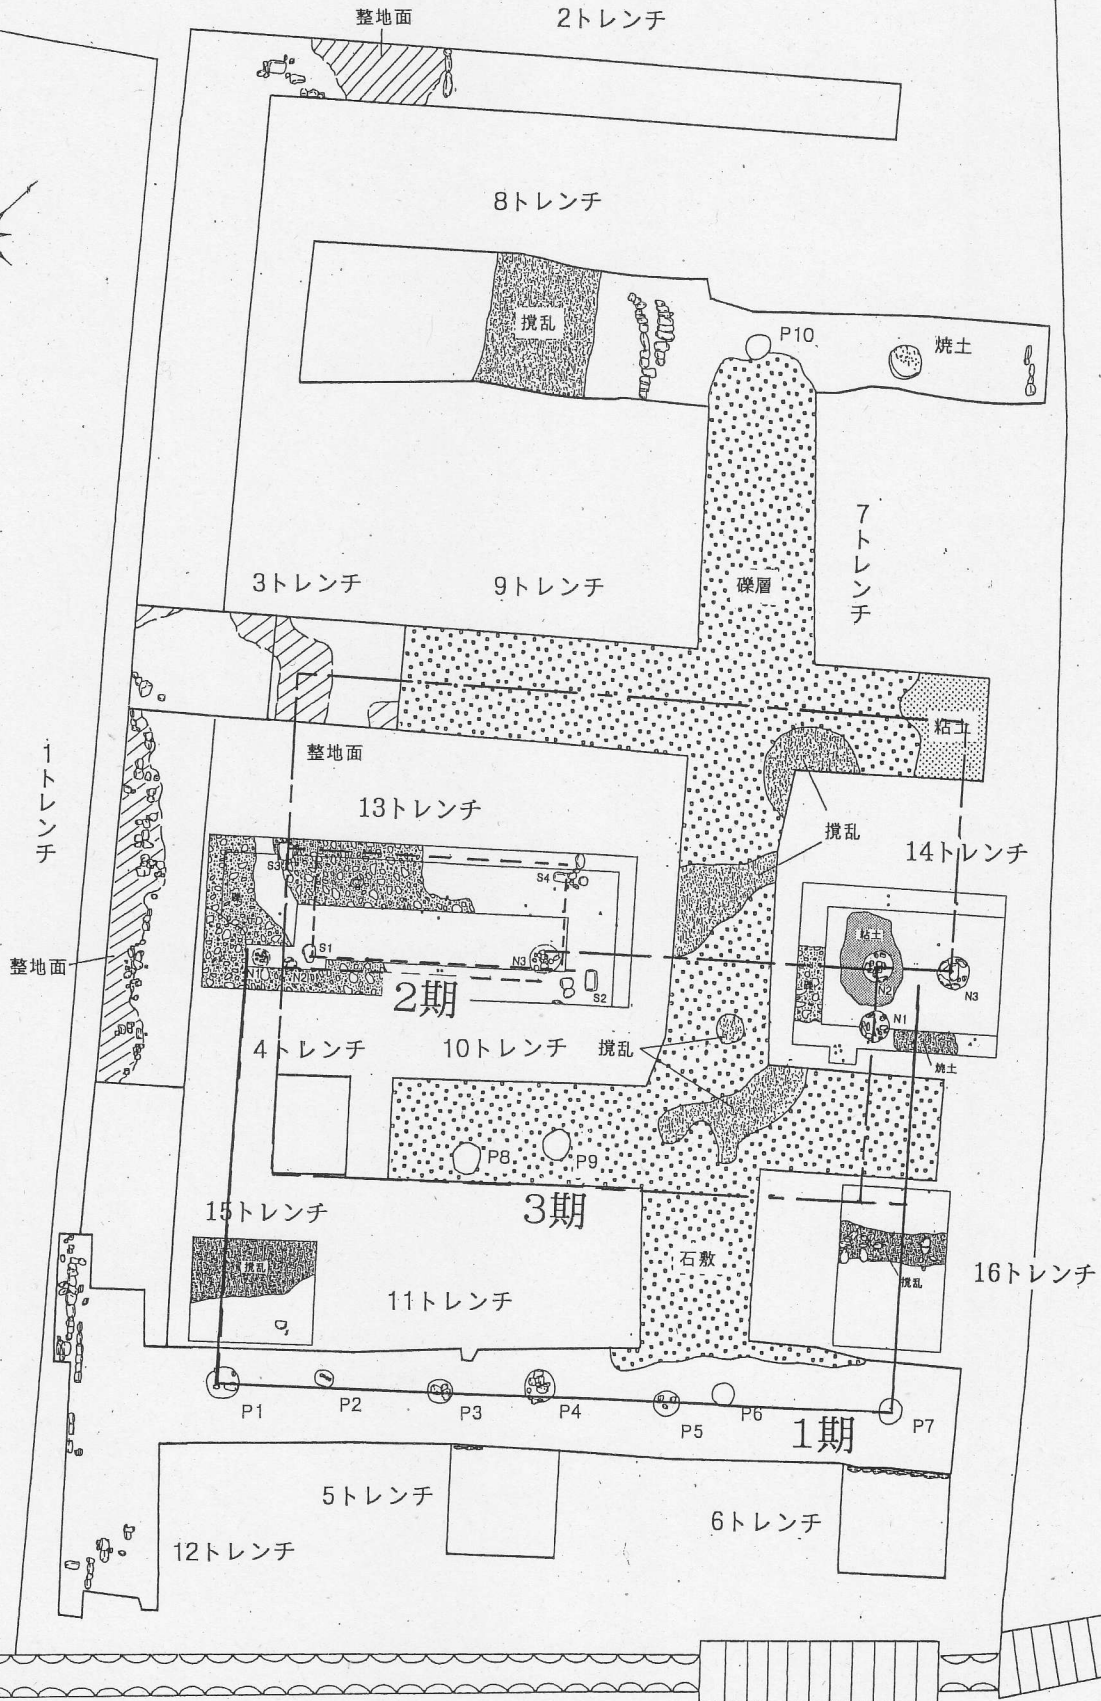 整地面
2トレンチ
8トレンチ
撹乱
P10
焼土
7トレンチ
3トレンチ
9トレンチ
礫層
粘土
整地面
1トレンチ
13トレンチ
撹乱
14トレンチ
S3
S4
粘土
整地面
S1
N3
N1
N2
S2
N2
N3
2期
N1
4トレンチ
10トレンチ
撹乱
焼土
P8
P9
15トレンチ
3期
撹乱
石敷
16トレンチ
撹乱
11トレンチ
P1
P2
P3
P4
P5
P6
P7
1期
5トレンチ
6トレンチ
12トレンチ